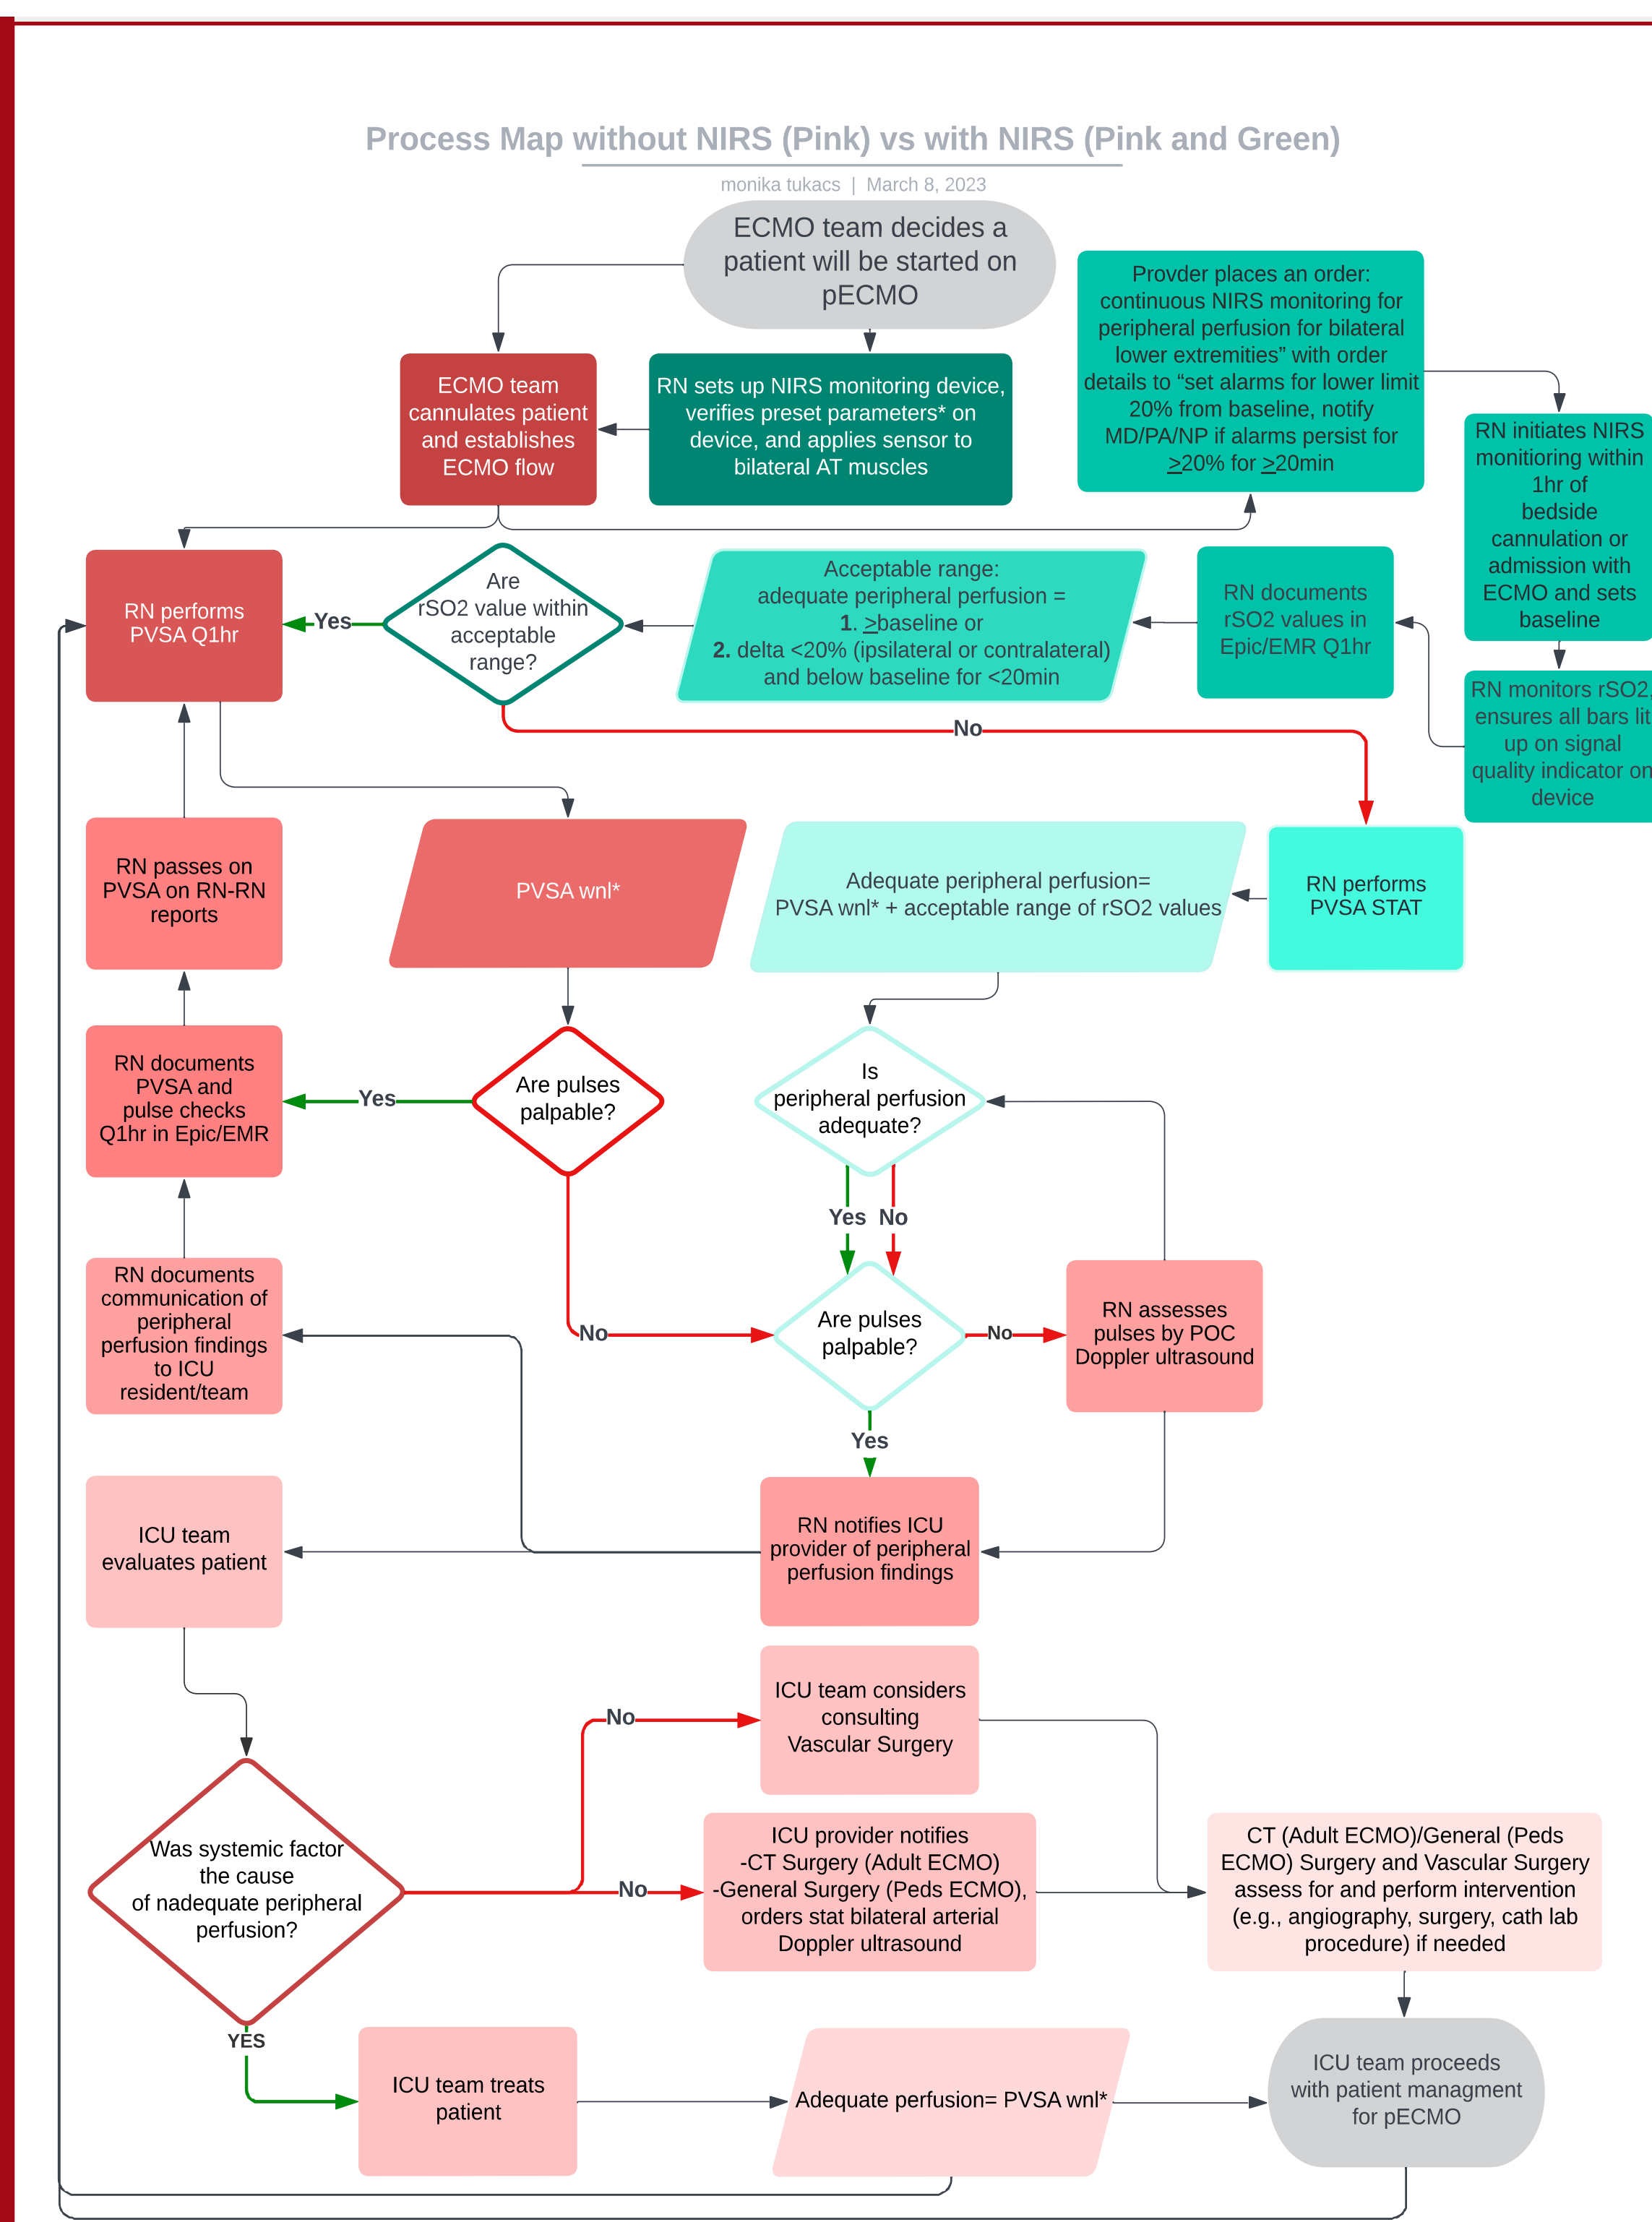 Process Map without NIRS (Pink) vs with NIRS (Pink and Green)
monika tukacs | March 8, 2023
ECMO team decides a
patient will be started on
pECMO
Provder places an order:
continuous NIRS monitoring for
peripheral perfusion for bilateral
lower extremities” with order
details to “set alarms for lower limit
20% from baseline, notify
MD/PA/NP if alarms persist for
>20% for >20min
ECMO team
cannulates patient
and establishes
ECMO flow
RN sets up NIRS monitoring device,
verifies preset parameters* on
device, and applies sensor to
bilateral AT muscles
RN initiates NIRS
monitioring within
1hr of
bedside
cannulation or
admission with
ECMO and sets
baseline
RN performs
PVSA Q1hr
Yes
Are
rSO2 value within
acceptable
range?
Acceptable range:
adequate peripheral perfusion =
1. >baseline or
2. delta <20% (ipsilateral or contralateral)
and below baseline for <20min
RN documents
rSO2 values in
Epic/EMR Q1hr
RN monitors rSO2,
ensures all bars lit
up on signal
quality indicator on
device
No
RN passes on
PVSA on RN-RN
reports
PVSA wnl*
Adequate peripheral perfusion=
PVSA wnl* + acceptable range of rSO2 values
RN performs
PVSA STAT
RN documents
PVSA and
pulse checks
Q1hr in Epic/EMR
Yes
Are pulses
palpable?
Is
peripheral perfusion
adequate?
Yes No
RN documents
communication of
peripheral
perfusion findings
to ICU
resident/team
No
Are pulses
palpable?
No
RN assesses
pulses by POC
Doppler ultrasound
Yes
ICU team
evaluates patient
RN notifies ICU
provider of peripheral
perfusion findings
No
ICU team considers
consulting
Vascular Surgery
Was systemic factor
the cause
of nadequate peripheral
perfusion?
No
ICU provider notifies
-CT Surgery (Adult ECMO)
-General Surgery (Peds ECMO),
orders stat bilateral arterial
Doppler ultrasound
CT (Adult ECMO)/General (Peds
ECMO) Surgery and Vascular Surgery
assess for and perform intervention
(e.g., angiography, surgery, cath lab
procedure) if needed
YES
ICU team treats
patient
Adequate perfusion= PVSA wnl*
ICU team proceeds
with patient managment
for pECMO